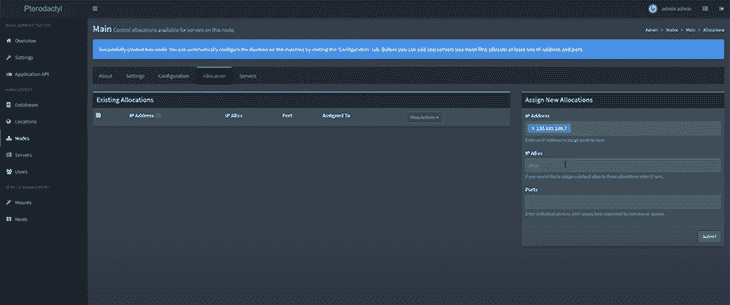 Pterodactyl
admin admin
BASIC ADMINISTRATION
Overview
Settings
Application API
MANAGEMENT
Databases
Locations
Nodes
Servers
Users
SERVICE MANAGEMENT
Mounts
Nests
Main Control allocations available for servers on this node.
Admin > Nodes > Main > Allocations
Successfully created new node. You can automatically configure the daemon on this machine by visiting the 'Configuration' tab. Before you can add any servers you must first allocate at least one IP address and port.
About Settings Configuration Allocation Servers
Existing Allocations
IP Address IP Alias Port Assigned To Mass Actions
Assign New Allocations
IP Address
Enter an IP address to assign ports to here.
IP Alias
alias
If you would like to assign a default alias to these allocations enter it here.
Ports
Enter individual ports or port ranges here separated by commas or spaces.
Submit